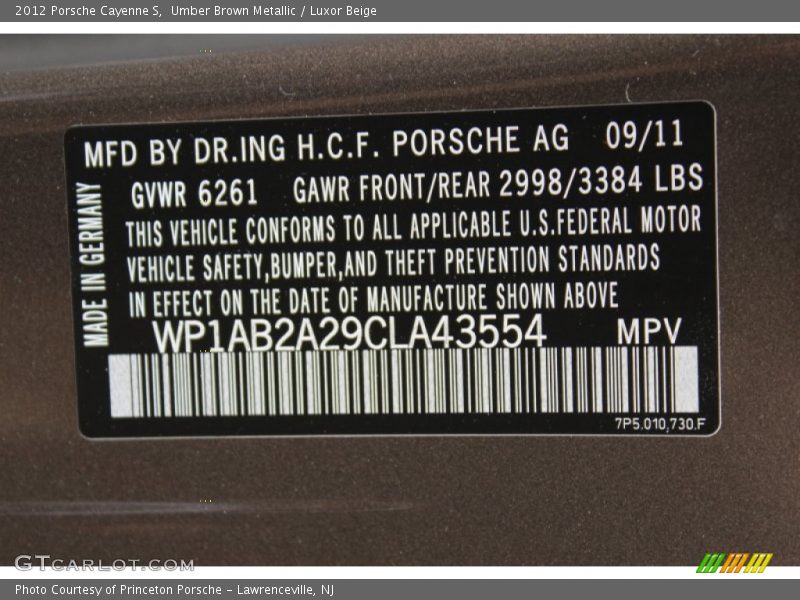 2012 Porsche Cayenne S,  Umber Brown Metallic / Luxor Beige
MFD BY DR.ING H.C.F. PORSCHE AG 09/11
GVWR 6261 GAWR FRONT/REAR 2998/3384 LBS
THIS VEHICLE CONFORMS TO ALL APPLICABLE U.S.FEDERAL MOTOR
VEHICLE SAFETY,BUMPER,AND THEFT PREVENTION STANDARDS
IN EFFECT ON THE DATE OF MANUFACTURE SHOWN ABOVE
MADE IN GERMANY
WP1AB2A29CLA43554 MPV
7P5.010,730.F
GTCARLOT.COM
Photo Courtesy of Princeton Porsche - Lawrenceville, NJ